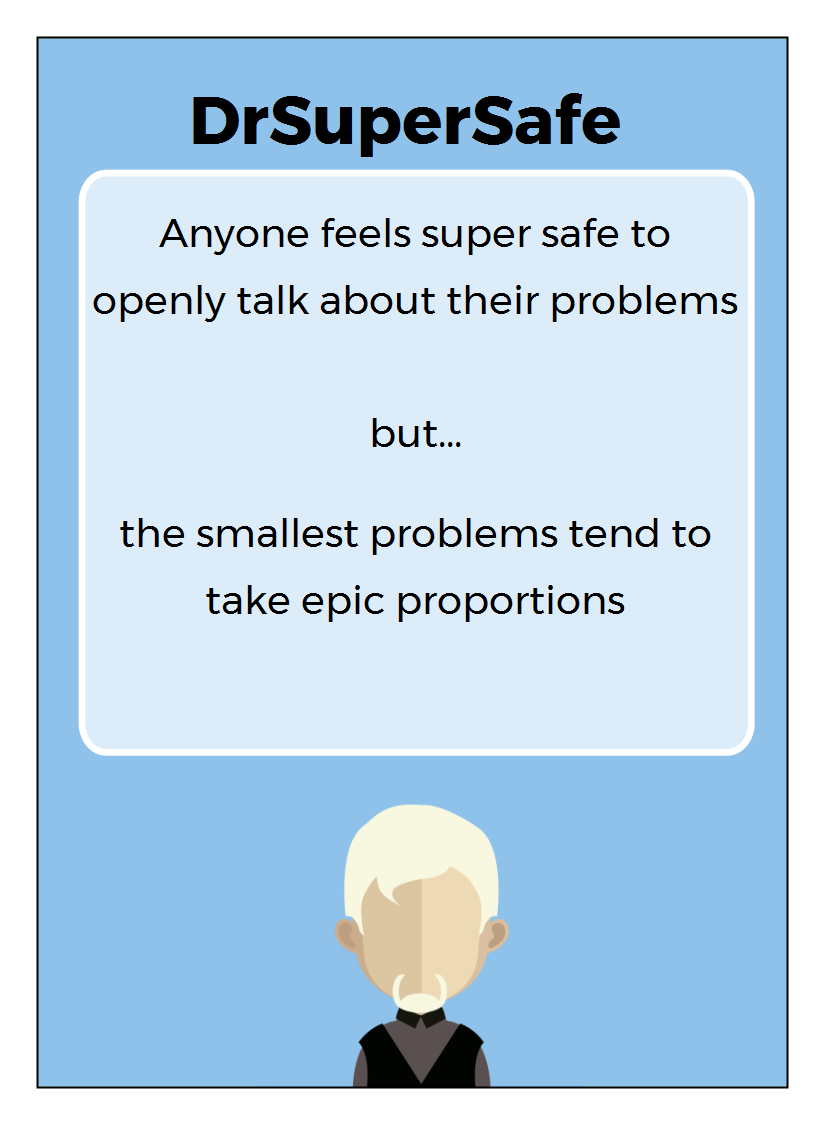 DrSuperSafe
Anyone feels super safe to
openly talk about their problems
but...
the smallest problems tend to
take epic proportions